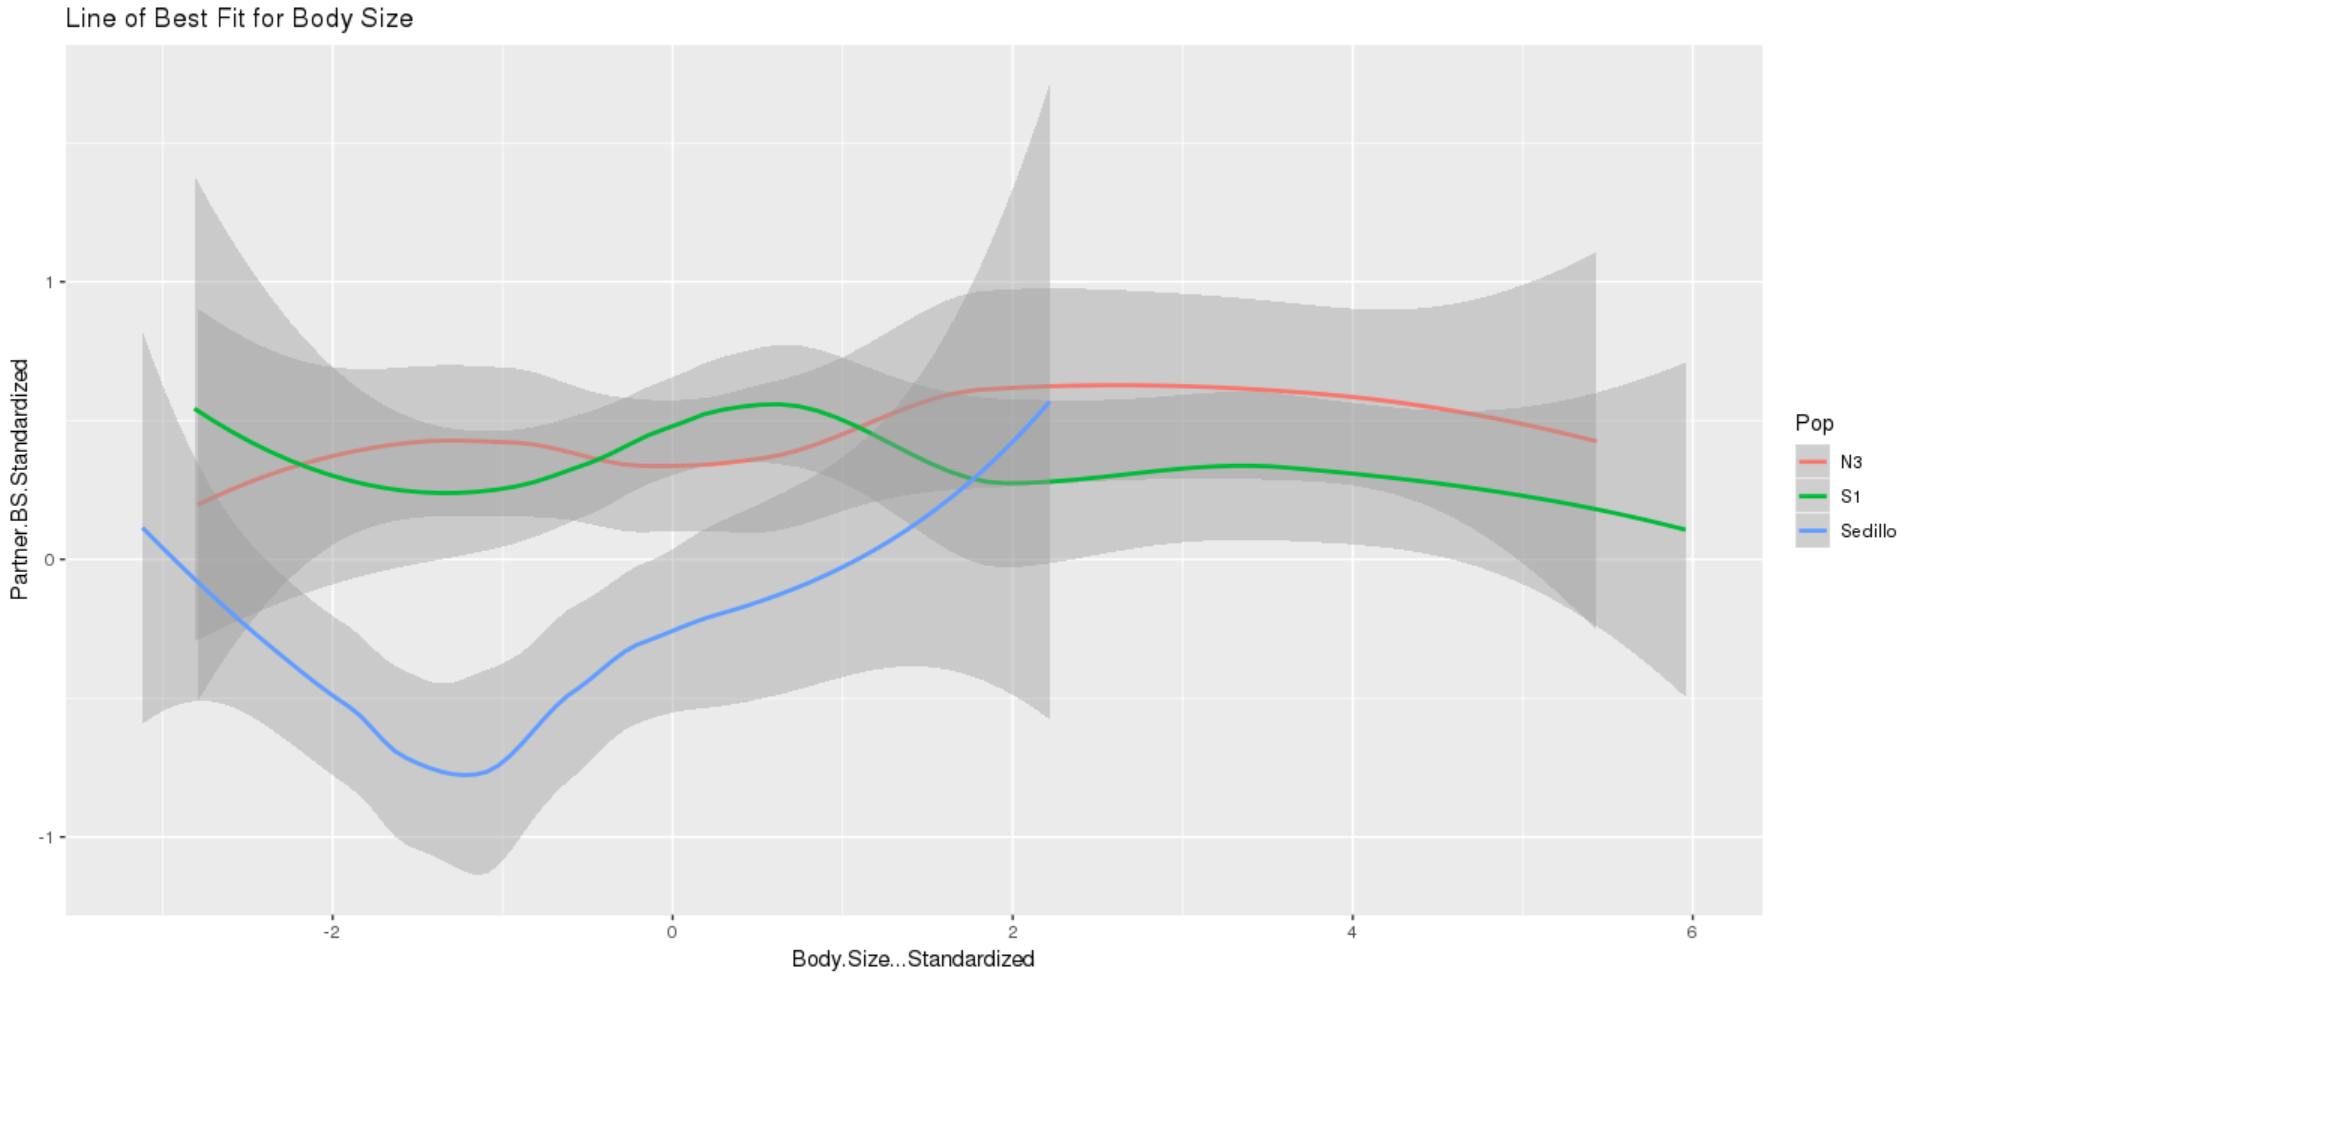 Line of Best Fit for Body Size
Partner.BS.Standardized
1
0
-1
-2
0
2
4
6
Body.Size...Standardized
Pop
N3
S1
Sedillo